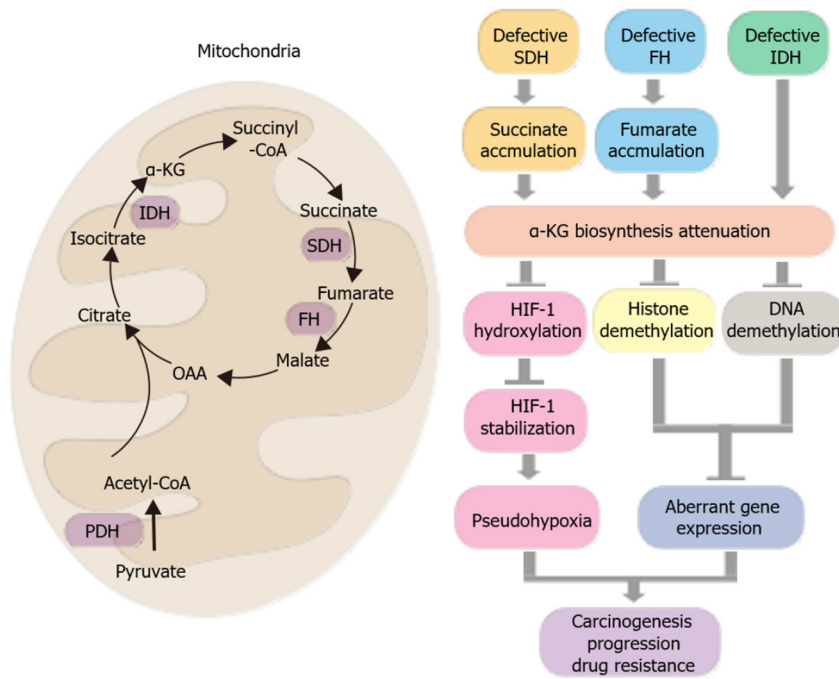 Mitochondria
Succinyl
-CoA
α-KG
IDH
Succinate
Isocitrate
SDH
Fumarate
Citrate
FH
Malate
OAA
Acetyl-CoA
PDH
Pyruvate
Defective
SDH
Defective
FH
Defective
IDH
Succinate
accmulation
Fumarate
accmulation
α-KG biosynthesis attenuation
HIF-1
hydroxylation
Histone
demethylation
DNA
demethylation
HIF-1
stabilization
Pseudohypoxia
Aberrant gene
expression
Carcinogenesis
progression
drug resistance